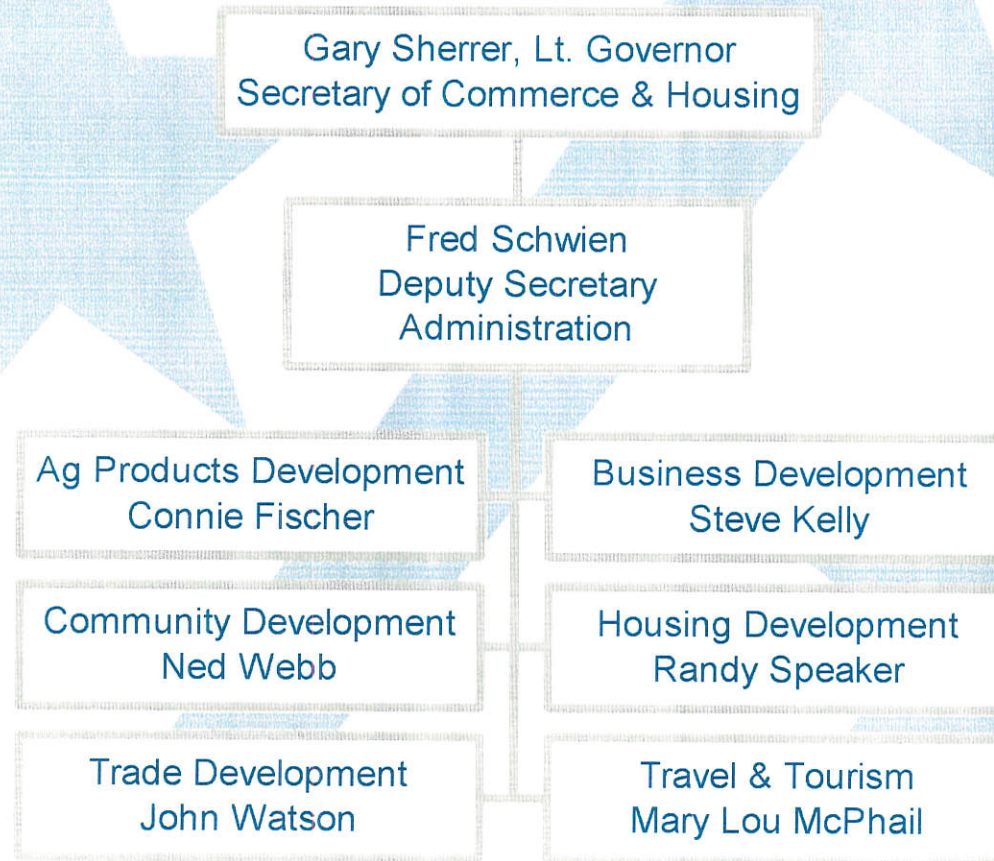 Gary Sherrer, Lt. Governor
Secretary of Commerce & Housing
Fred Schwien
Deputy Secretary
Administration
Ag Products Development
Connie Fischer
Business Development
Steve Kelly
Community Development
Ned Webb
Housing Development
Randy Speaker
Trade Development
John Watson
Travel & Tourism
Mary Lou McPhail